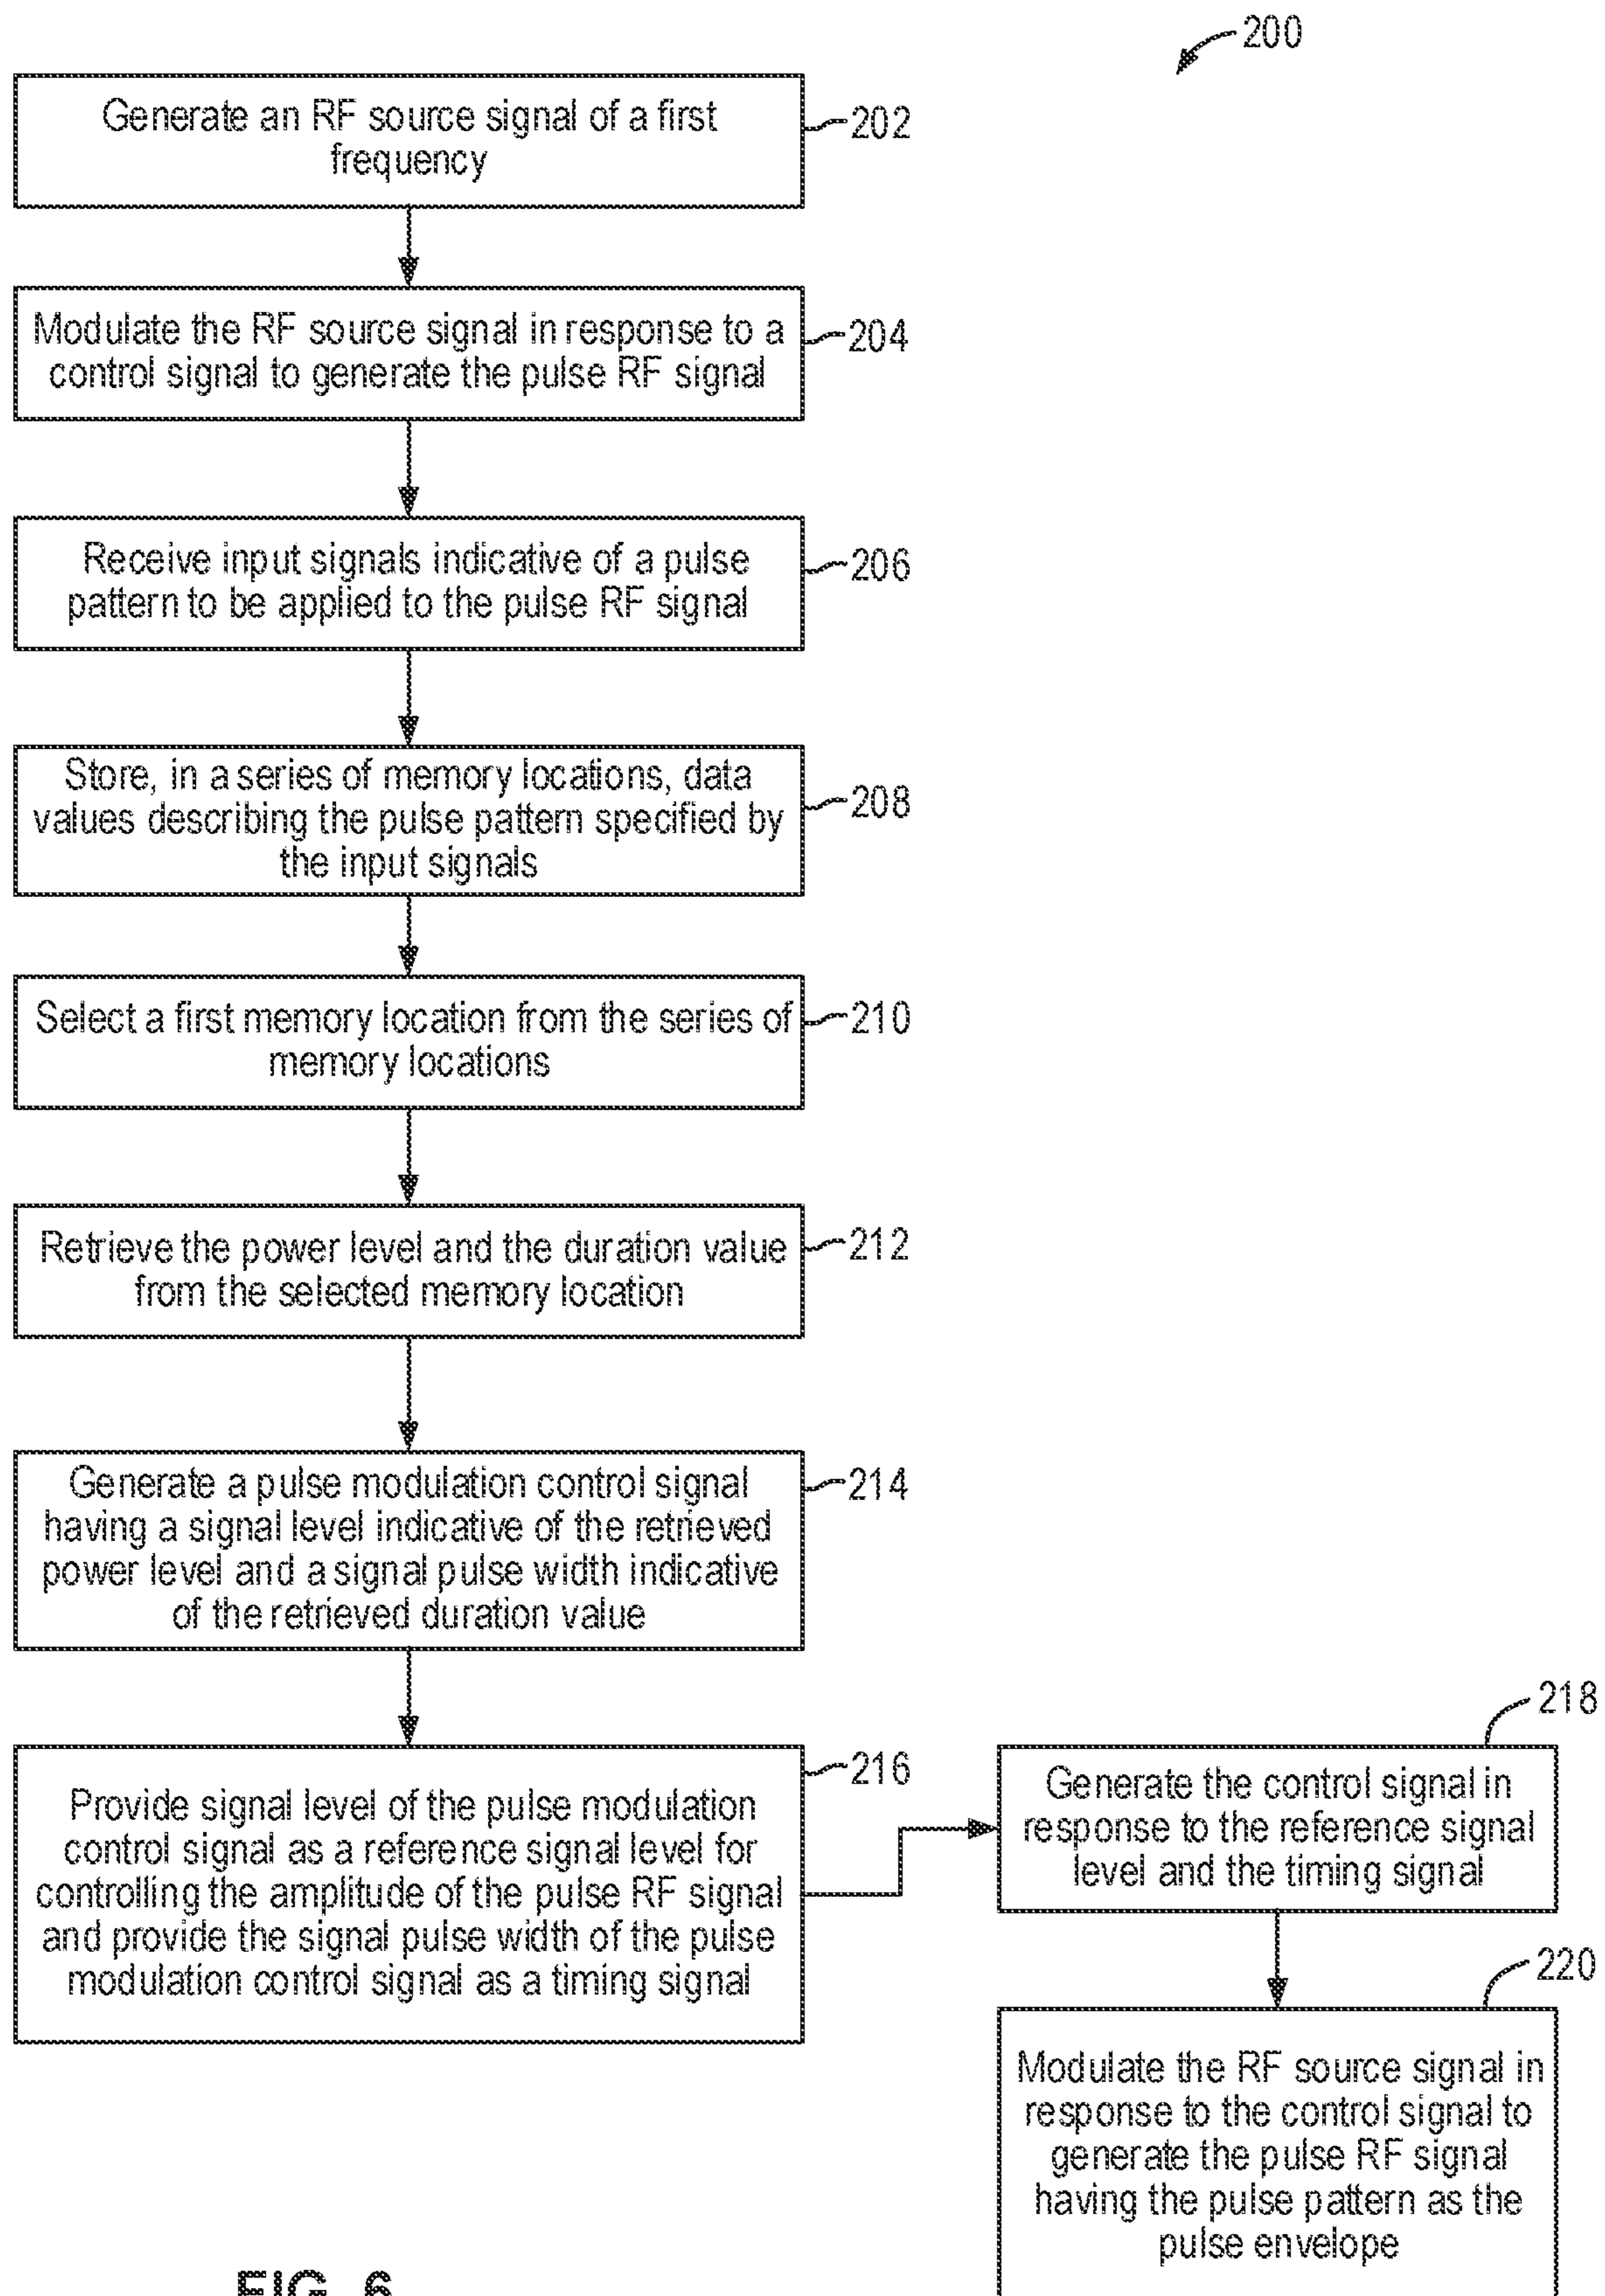 200
Generate an RF source signal of a first
frequency
202
Modulate the RF source signal in response to a
control signal to generate the pulse RF signal
204
Receive input signals indicative of a pulse
pattern to be applied to the pulse RF signal
206
Store, in a series of memory locations, data
values describing the pulse pattern specified by
the input signals
208
Select a first memory location from the series of
memory locations
210
Retrieve the power level and the duration value
from the selected memory location
212
Generate a pulse modulation control signal
having a signal level indicative of the retrieved
power level and a signal pulse width indicative
of the retrieved duration value
214
Provide signal level of the pulse modulation
control signal as a reference signal level for
controlling the amplitude of the pulse RF signal
and provide the signal pulse width of the pulse
modulation control signal as a timing signal
216
218
Generate the control signal in
response to the reference signal
level and the timing signal
220
Modulate the RF source signal in
response to the control signal to
generate the pulse RF signal
having the pulse pattern as the
pulse envelope
FIG. 6